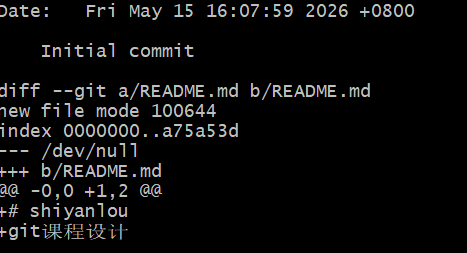 Date:   Fri May 15 16:07:59 2026 +0800
    Initial commit
diff --git a/README.md b/README.md
new file mode 100644
index 0000000..a75a53d
--- /dev/null
+++ b/README.md
@@ -0,0 +1,2 @@
+# shiyanlou
+git课程设计